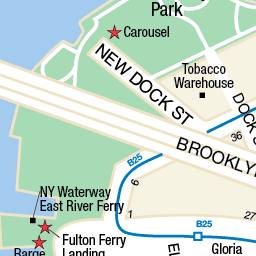 Park
Carousel
NEW DOCK ST
Tobacco
Warehouse
DOCK S
36
BROOKLY
B25
6
NY Waterway
East River Ferry
1
27
B25
Fulton Ferry
Landing
Barge
Gloria